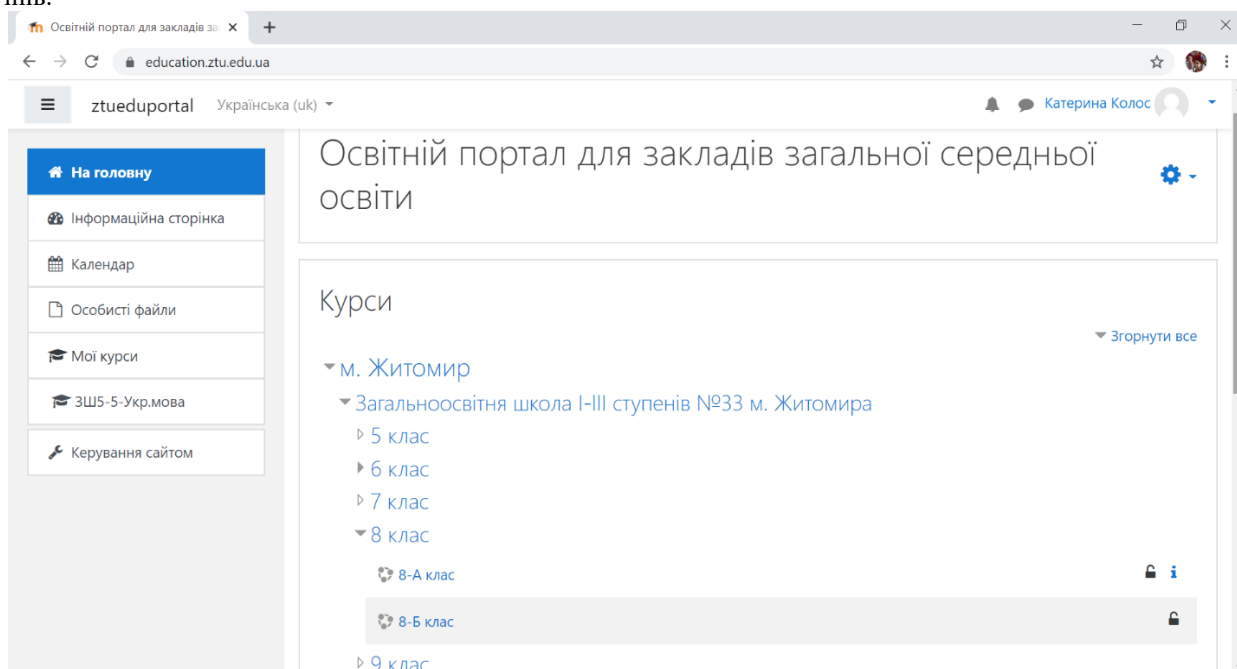 Освітній портал для закладів за
education.ztu.edu.ua
ztueduportal Українська (uk)
Катерина Колос
На головну
Інформаційна сторінка
Календар
Особисті файли
Мої курси
ЗШ5-5-Укр.мова
Керування сайтом
Освітній портал для закладів загальної середньої
освіти
Курси
Згорнути все
м. Житомир
Загальноосвітня школа І-ІІІ ступенів №33 м. Житомира
5 клас
6 клас
7 клас
8 клас
8-А клас
8-Б клас
9 клас